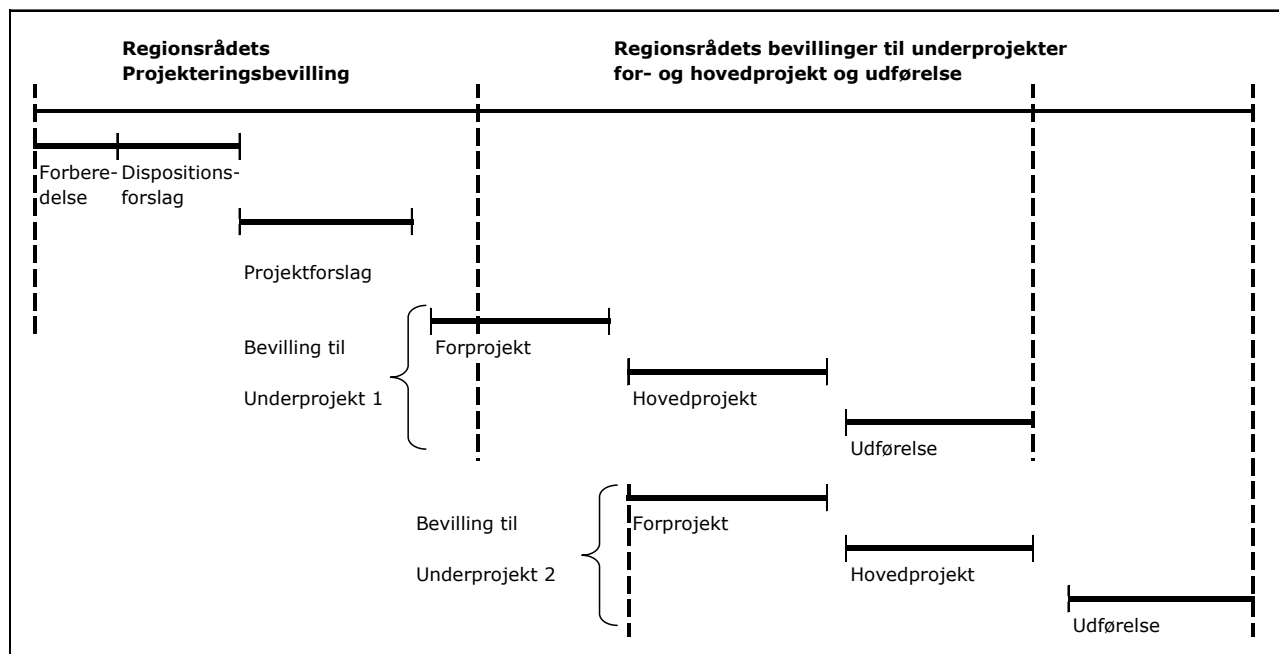 Regionsrådets
Projekteringsbevilling
Regionsrådets bevillinger til underprojekter
for- og hovedprojekt og udførelse
Forbere-
delse
Dispositions-
forslag
Projektforslag
Bevilling til
Underprojekt 1
Forprojekt
Hovedprojekt
Udførelse
Bevilling til
Underprojekt 2
Forprojekt
Hovedprojekt
Udførelse